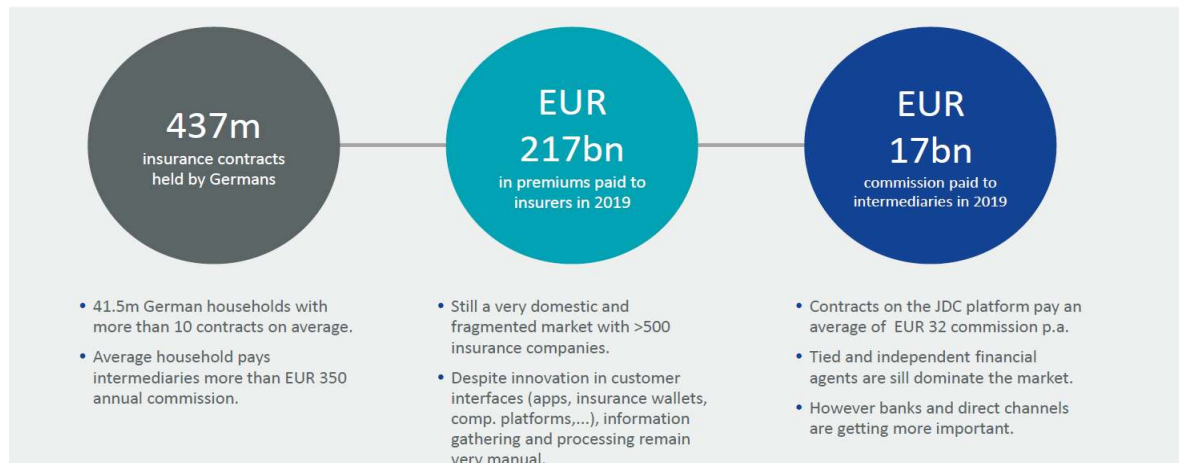 437m
insurance contracts
held by Germans
EUR
217bn
in premiums paid to
insurers in 2019
EUR
17bn
commission paid to
intermediaries in 2019
• 41.5m German households with
more than 10 contracts on average.
• Average household pays
intermediaries more than EUR 350
annual commission.
• Still a very domestic and
fragmented market with >500
insurance companies.
• Despite innovation in customer
interfaces (apps, insurance wallets,
comp. platforms,...), information
gathering and processing remain
very manual.
• Contracts on the JDC platform pay an
average of  EUR 32 commission p.a.
• Tied and independent financial
agents are sill dominate the market.
• However banks and direct channels
are getting more important.